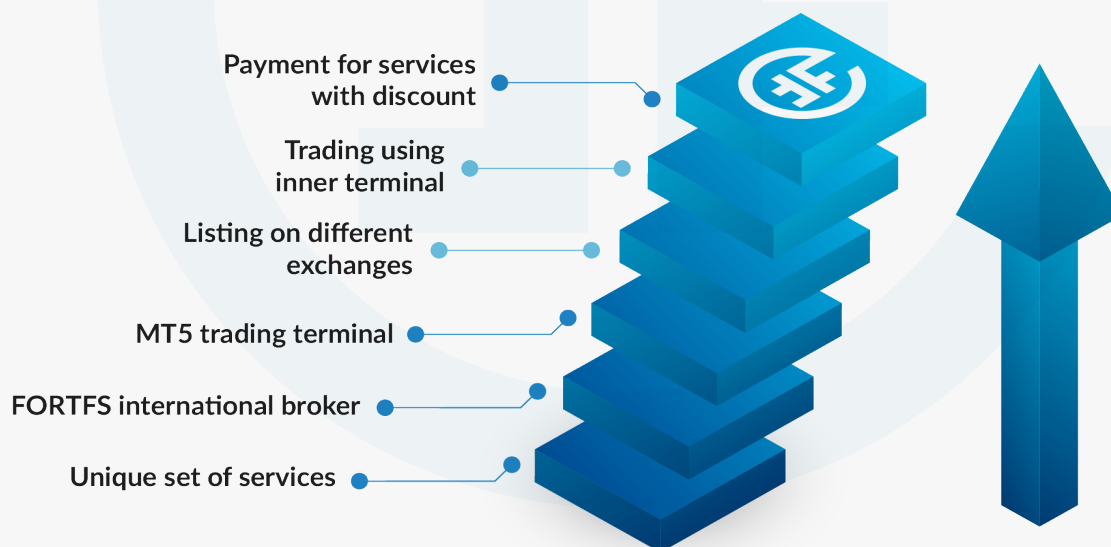 Payment for services
with discount
Trading using
inner terminal
Listing on different
exchanges
MT5 trading terminal
FORTFS international broker
Unique set of services